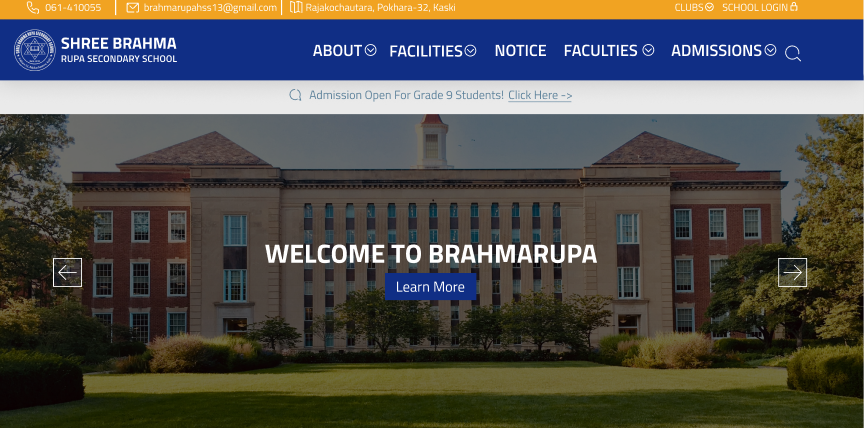 061-410055
brahmarupahss13@gmail.com
Rajakochautara, Pokhara-32, Kaski
CLUBS
SCHOOL LOGIN
SHREE BRAHMA
RUPA SECONDARY SCHOOL
ABOUT
FACILITIES
NOTICE
FACULTIES
ADMISSIONS
Admission Open For Grade 9 Students! Click Here ->
WELCOME TO BRAHMARUPA
Learn More